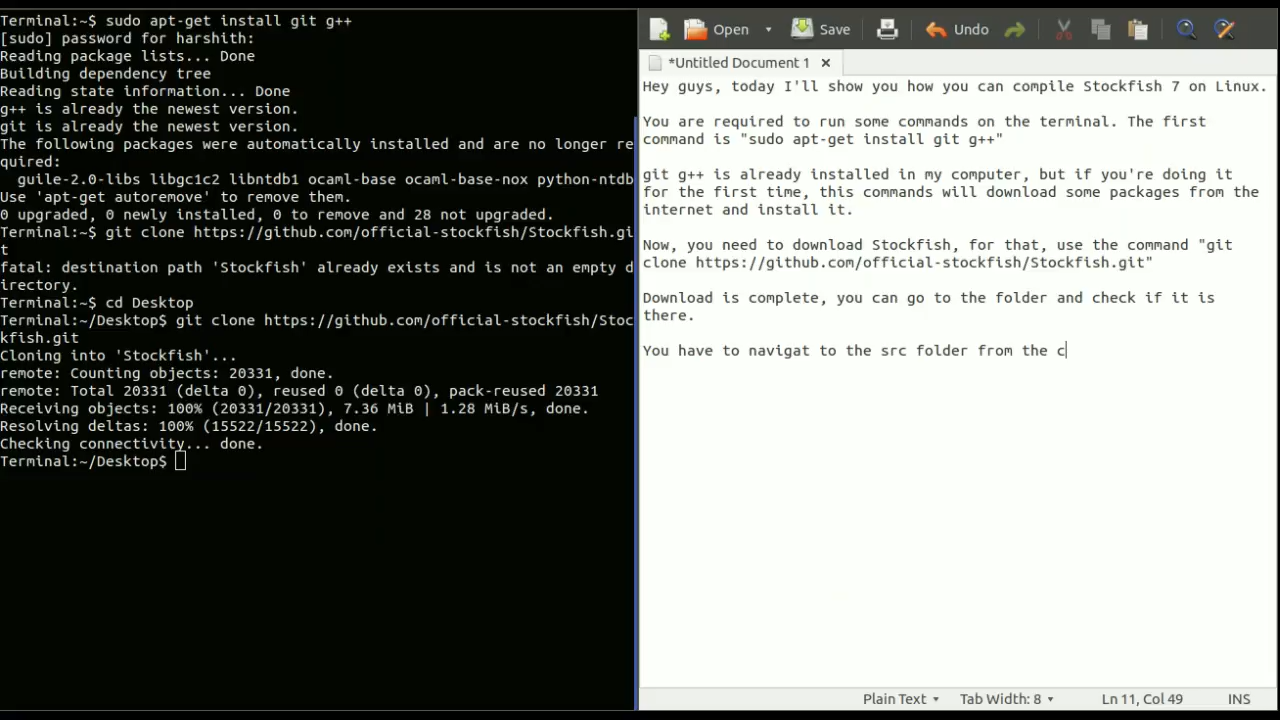 Terminal:~$ sudo apt-get install git g++
[sudo] password for harshith:
Reading package lists... Done
Building dependency tree
Reading state information... Done
g++ is already the newest version.
git is already the newest version.
The following packages were automatically installed and are no longer re
quired:
  guile-2.0-libs libgc1c2 libntdb1 ocaml-base ocaml-base-nox python-ntdb
Use 'apt-get autoremove' to remove them.
0 upgraded, 0 newly installed, 0 to remove and 28 not upgraded.
Terminal:~$ git clone https://github.com/official-stockfish/Stockfish.gi
t
fatal: destination path 'Stockfish' already exists and is not an empty d
irectory.
Terminal:~$ cd Desktop
Terminal:~/Desktop$ git clone https://github.com/official-stockfish/Stoc
kfish.git
Cloning into 'Stockfish'...
remote: Counting objects: 20331, done.
remote: Total 20331 (delta 0), reused 0 (delta 0), pack-reused 20331
Receiving objects: 100% (20331/20331), 7.36 MiB | 1.28 MiB/s, done.
Resolving deltas: 100% (15522/15522), done.
Checking connectivity... done.
Terminal:~/Desktop$
Open Save Undo
*Untitled Document 1 ×
Hey guys, today I'll show you how you can compile Stockfish 7 on Linux.
You are required to run some commands on the terminal. The first
command is "sudo apt-get install git g++"
git g++ is already installed in my computer, but if you're doing it
for the first time, this commands will download some packages from the
internet and install it.
Now, you need to download Stockfish, for that, use the command "git
clone https://github.com/official-stockfish/Stockfish.git"
Download is complete, you can go to the folder and check if it is
there.
You have to navigat to the src folder from the c
Plain Text Tab Width: 8 Ln 11, Col 49 INS